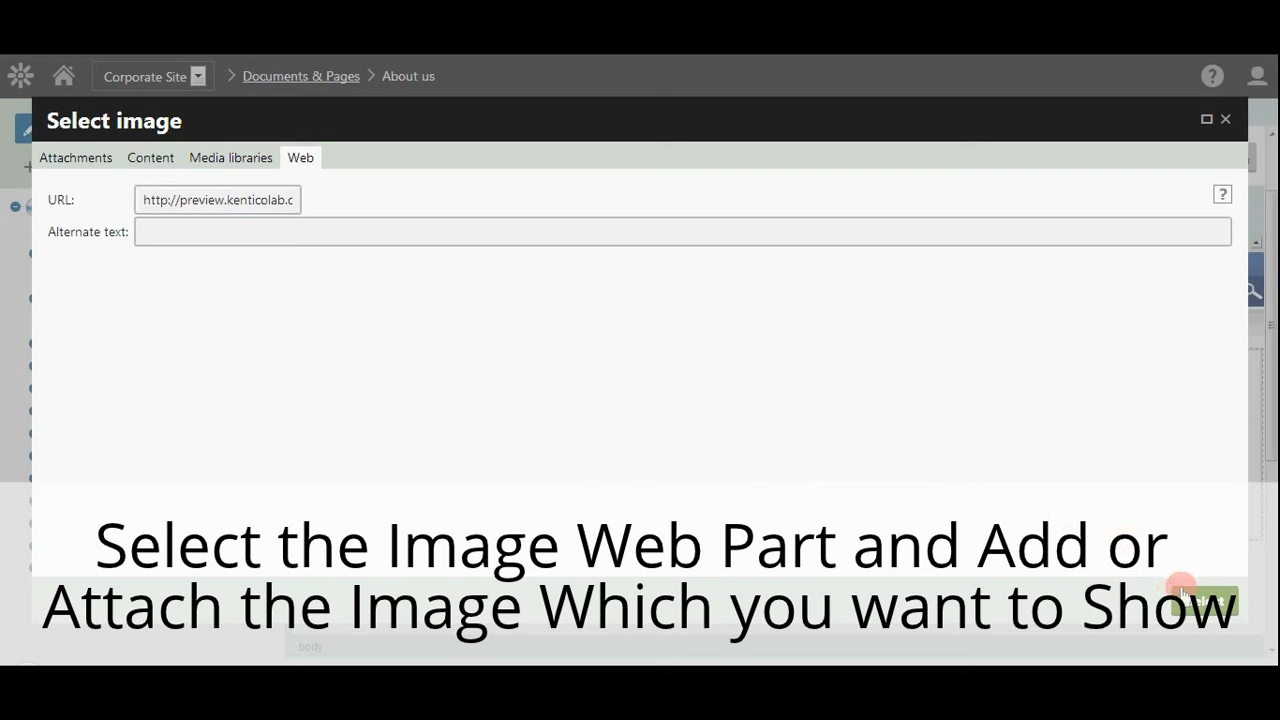 Corporate Site Documents & Pages About us
Select image
Attachments Content Media libraries Web
URL: http://preview.kenticolab.c
Alternate text:
Select the Image Web Part and Add or
Attach the Image Which you want to Show
body